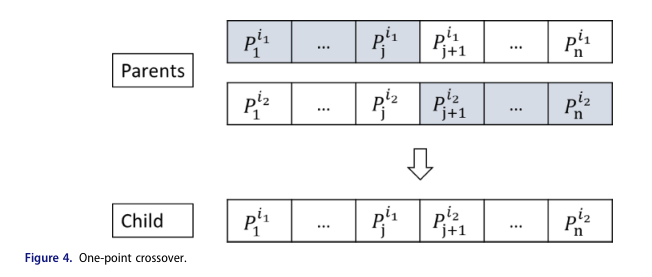 Parents
P_1^{i_1} ... P_j^{i_1} P_{j+1}^{i_1} ... P_n^{i_1}
P_1^{i_2} ... P_j^{i_2} P_{j+1}^{i_2} ... P_n^{i_2}
Child
P_1^{i_1} ... P_j^{i_1} P_{j+1}^{i_2} ... P_n^{i_2}
Figure 4. One-point crossover.